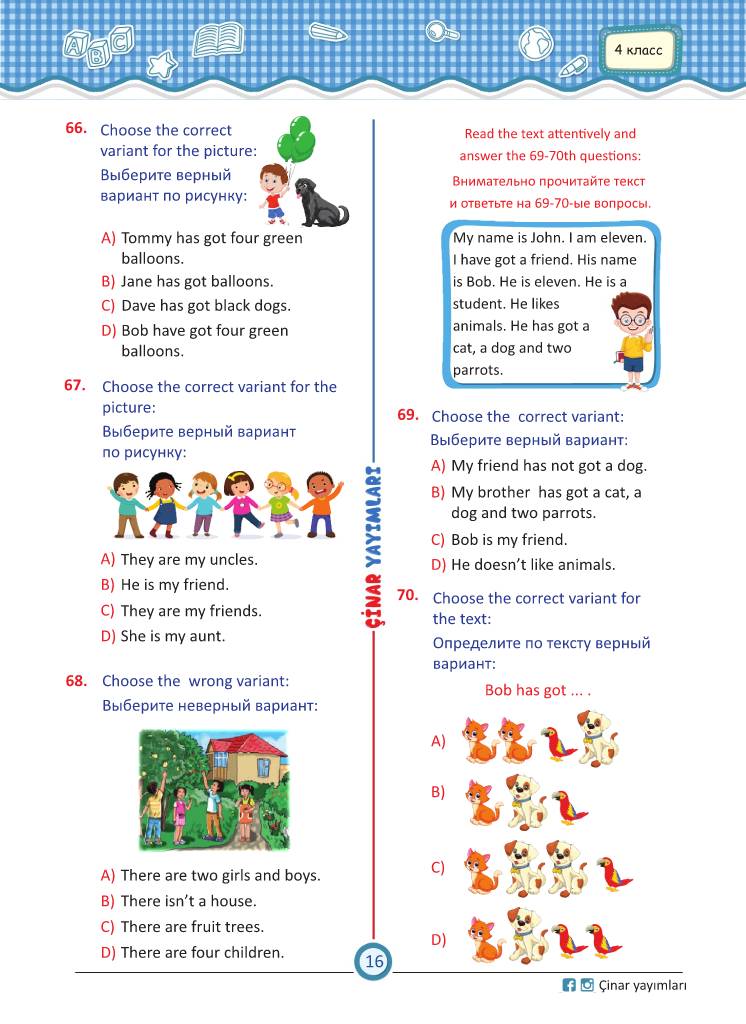 4 класс
66. Choose the correct
variant for the picture:
Выберите верный
вариант по рисунку:
A) Tommy has got four green
balloons.
B) Jane has got balloons.
C) Dave has got black dogs.
D) Bob have got four green
balloons.
67. Choose the correct variant for the
picture:
Выберите верный вариант
по рисунку:
A) They are my uncles.
B) He is my friend.
C) They are my friends.
D) She is my aunt.
68. Choose the  wrong variant:
Выберите неверный вариант:
A) There are two girls and boys.
B) There isn’t a house.
C) There are fruit trees.
D) There are four children.
ÇİNAR YAYIMLARI
Read the text attentively and
answer the 69-70th questions:
Внимательно прочитайте текст
и ответьте на 69-70-ые вопросы.
My name is John. I am eleven.
I have got a friend. His name
is Bob. He is eleven. He is a
student. He likes
animals. He has got a
cat, a dog and two
parrots.
69. Choose the  correct variant:
Выберите верный вариант:
A) My friend has not got a dog.
B) My brother  has got a cat, a
dog and two parrots.
C) Bob is my friend.
D) He doesn’t like animals.
70. Choose the correct variant for
the text:
Определите по тексту верный
вариант:
Bob has got ... .
A)
B)
C)
D)
16
Çinar yayımları